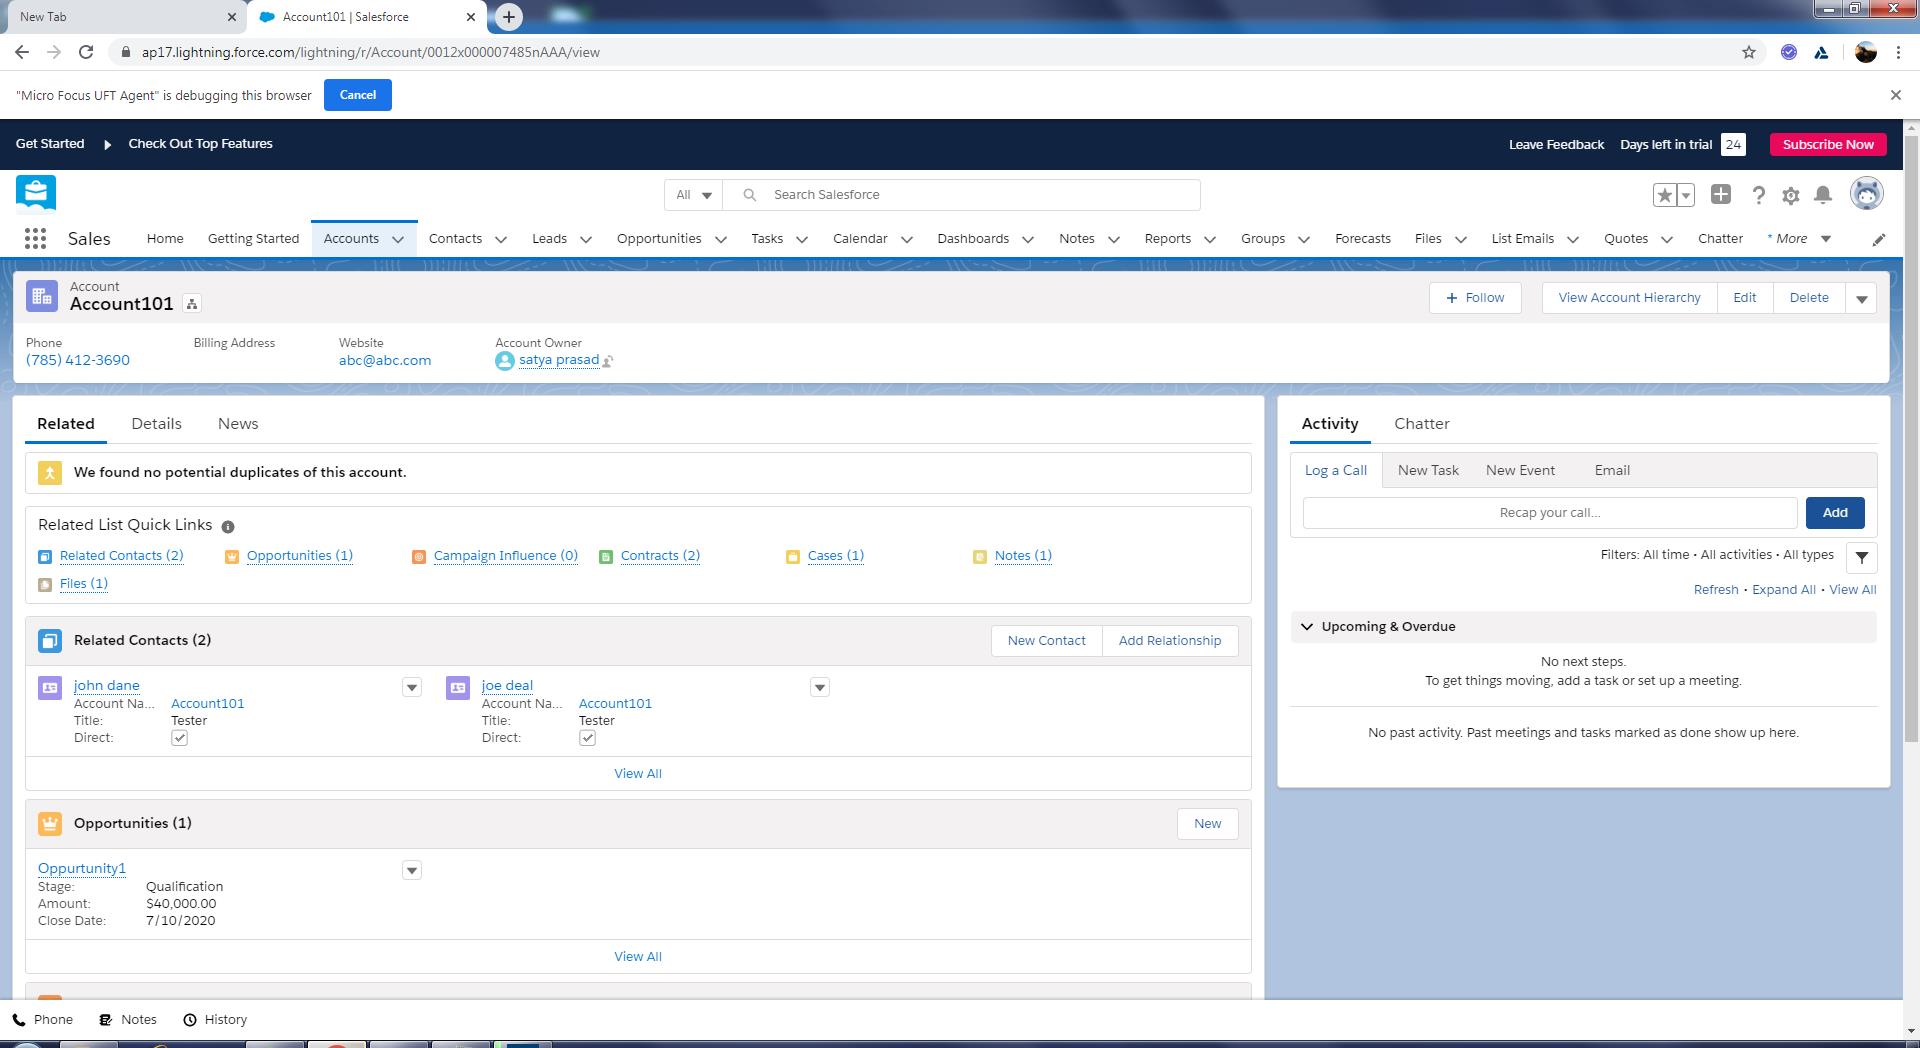 New Tab
Account101 | Salesforce
ap17.lightning.force.com/lightning/r/Account/0012x000007485nAAA/view
"Micro Focus UFT Agent" is debugging this browser Cancel
Get Started Check Out Top Features Leave Feedback Days left in trial 24 Subscribe Now
All Search Salesforce
Sales Home Getting Started Accounts Contacts Leads Opportunities Tasks Calendar Dashboards Notes Reports Groups Forecasts Files List Emails Quotes Chatter * More
Account
Account101 + Follow View Account Hierarchy Edit Delete
Phone Billing Address Website Account Owner
(785) 412-3690 abc@abc.com satya prasad
Related Details News
We found no potential duplicates of this account.
Related List Quick Links
Related Contacts (2) Opportunities (1) Campaign Influence (0) Contracts (2) Cases (1) Notes (1)
Files (1)
Related Contacts (2) New Contact Add Relationship
john dane joe deal
Account Na... Account101 Account Na... Account101
Title: Tester Title: Tester
Direct: Direct:
View All
Opportunities (1) New
Oppurtunity1
Stage: Qualification
Amount: $40,000.00
Close Date: 7/10/2020
View All
Activity Chatter
Log a Call New Task New Event Email
Recap your call... Add
Filters: All time • All activities • All types
Refresh • Expand All • View All
Upcoming & Overdue
No next steps.
To get things moving, add a task or set up a meeting.
No past activity. Past meetings and tasks marked as done show up here.
Phone Notes History